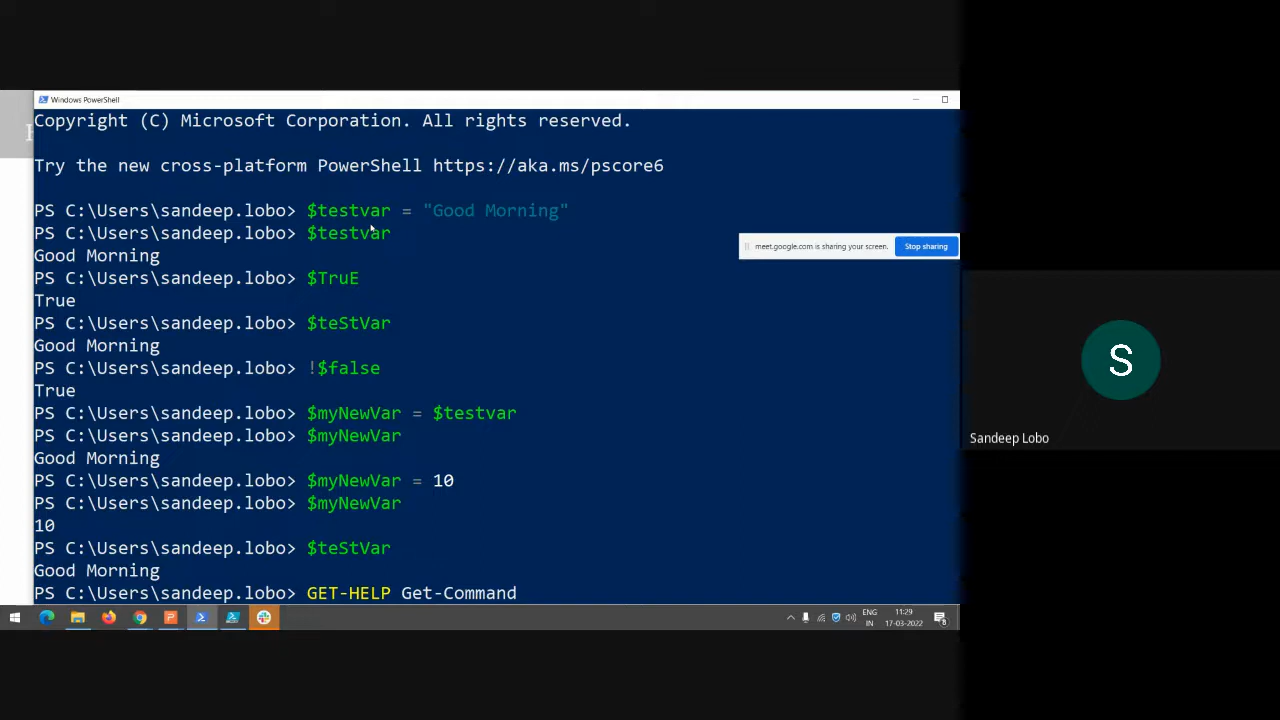 Windows PowerShell
Copyright (C) Microsoft Corporation. All rights reserved.
Try the new cross-platform PowerShell https://aka.ms/pscore6
PS C:\Users\sandeep.lobo> $testvar = "Good Morning"
PS C:\Users\sandeep.lobo> $testvar
Good Morning
PS C:\Users\sandeep.lobo> $TruE
True
PS C:\Users\sandeep.lobo> $teStVar
Good Morning
PS C:\Users\sandeep.lobo> !$false
True
PS C:\Users\sandeep.lobo> $myNewVar = $testvar
PS C:\Users\sandeep.lobo> $myNewVar
Good Morning
PS C:\Users\sandeep.lobo> $myNewVar = 10
PS C:\Users\sandeep.lobo> $myNewVar
10
PS C:\Users\sandeep.lobo> $teStVar
Good Morning
PS C:\Users\sandeep.lobo> GET-HELP Get-Command
meet.google.com is sharing your screen. Stop sharing
S
Sandeep Lobo
ENG 11:29
IN 17-03-2022